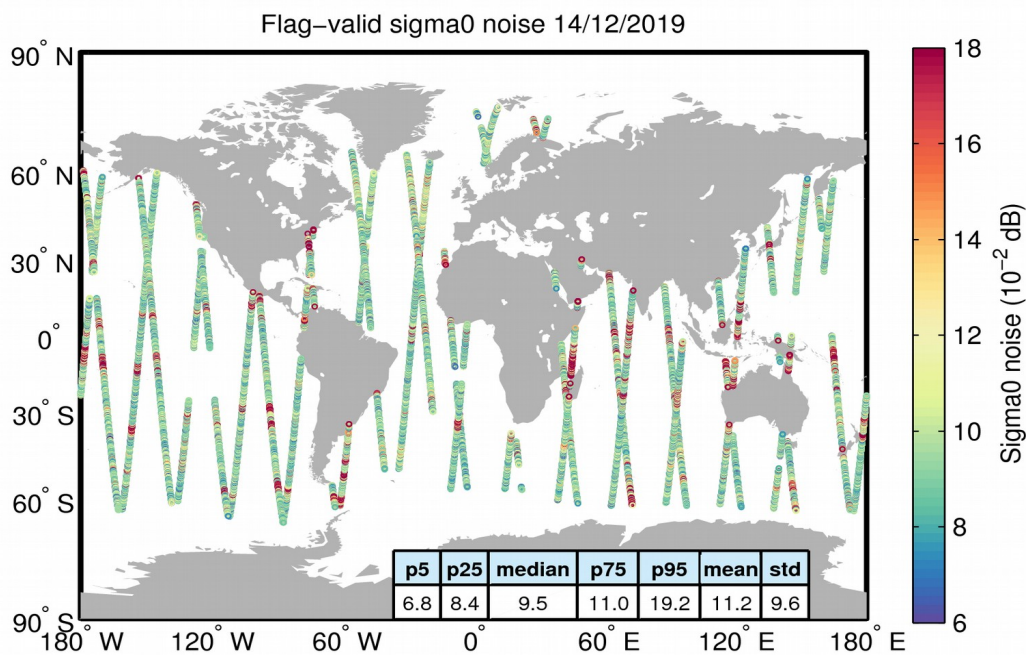 Flag−valid sigma0 noise 14/12/2019
90° N
60° N
30° N
0°
30° S
60° S
90° S
180° W
120° W
60° W
0°
60° E
120° E
180° E
p5 p25 median p75 p95 mean std
6.8 8.4 9.5 11.0 19.2 11.2 9.6
18
16
14
12
10
8
6
Sigma0 noise (10⁻² dB)